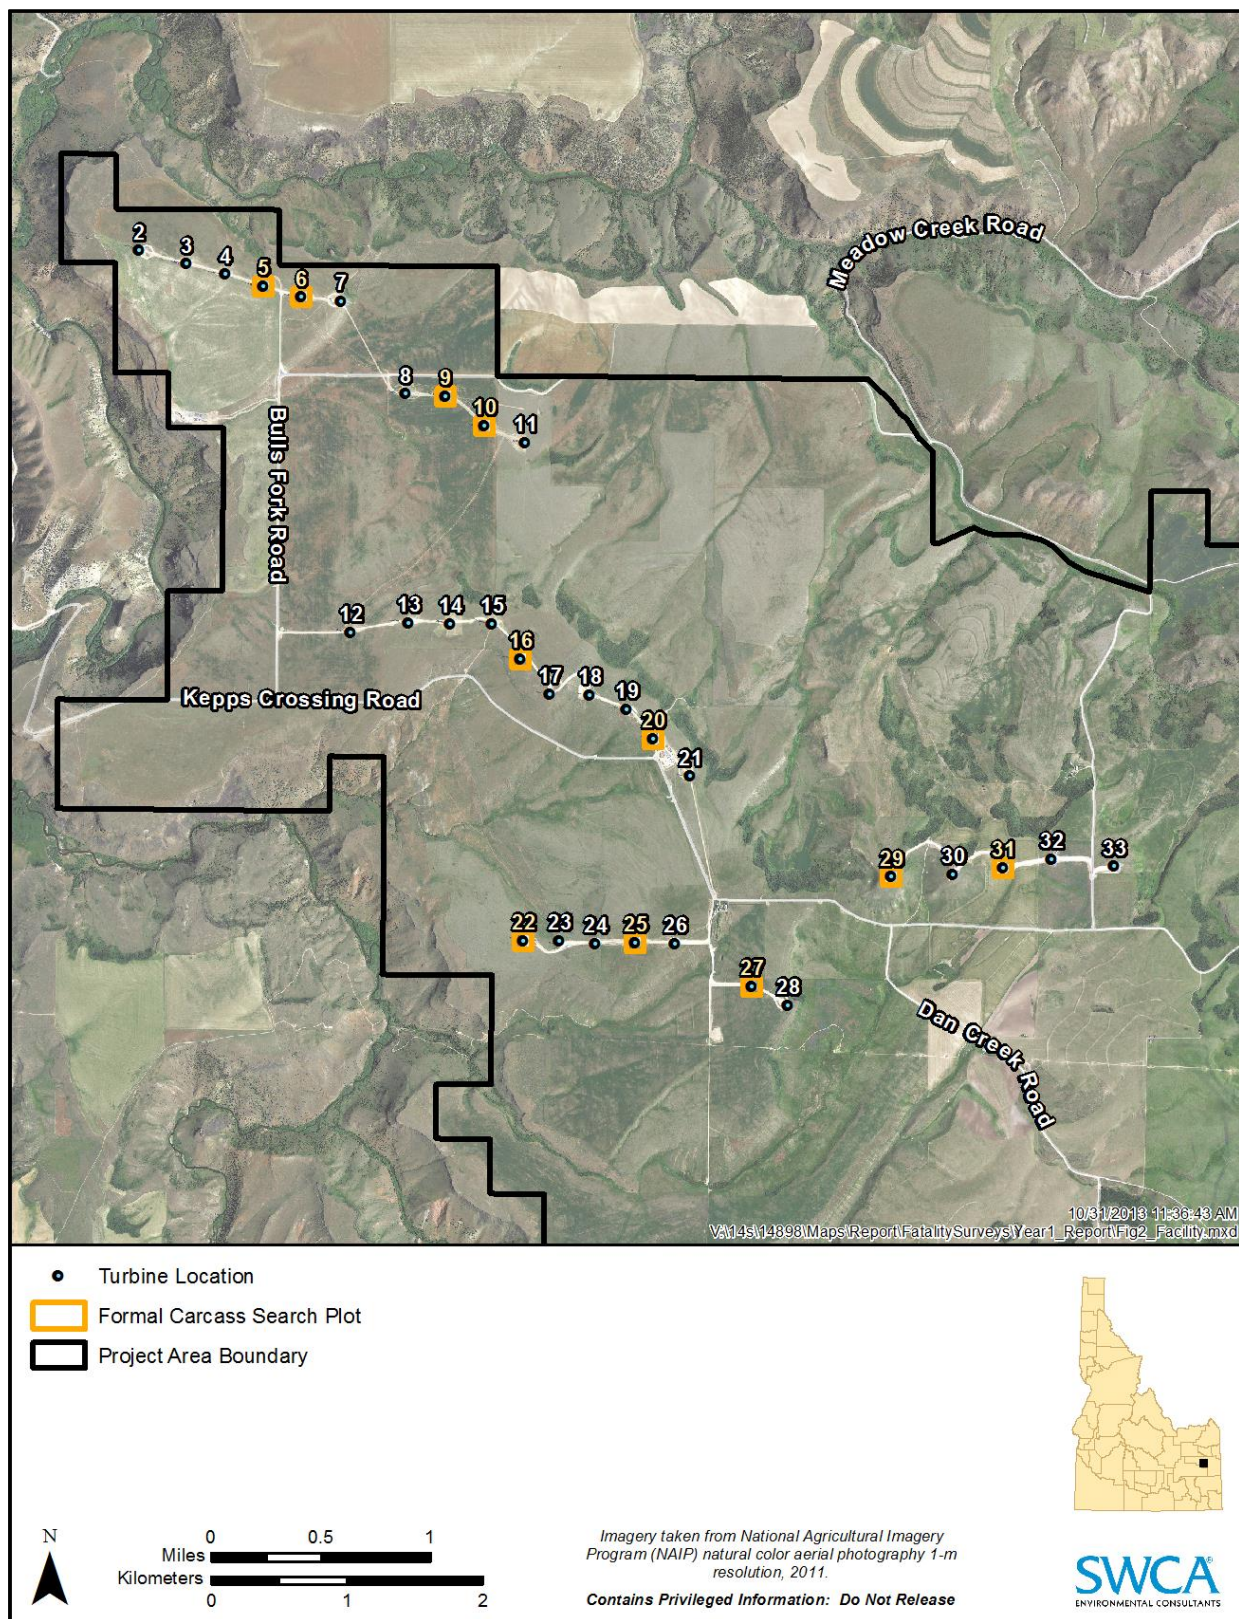 Meadow Creek Road
2
3
4
5
6
7
8
9
10
11
Bulls Fork Road
12
13
14
15
16
17
18
19
20
21
Kepps Crossing Road
29
30
31
32
33
22
23
24
25
26
27
28
Dan Creek Road
10/31/2013 11:36:43 AM
V:\14s\14898\Maps\Report\FatalitySurveys\Year1_Report\Fig2_Facility.mxd
Turbine Location
Formal Carcass Search Plot
Project Area Boundary
N
0 0.5 1
Miles
Kilometers
0 1 2
Imagery taken from National Agricultural Imagery
Program (NAIP) natural color aerial photography 1-m
resolution, 2011.
Contains Privileged Information: Do Not Release
SWCA®
ENVIRONMENTAL CONSULTANTS